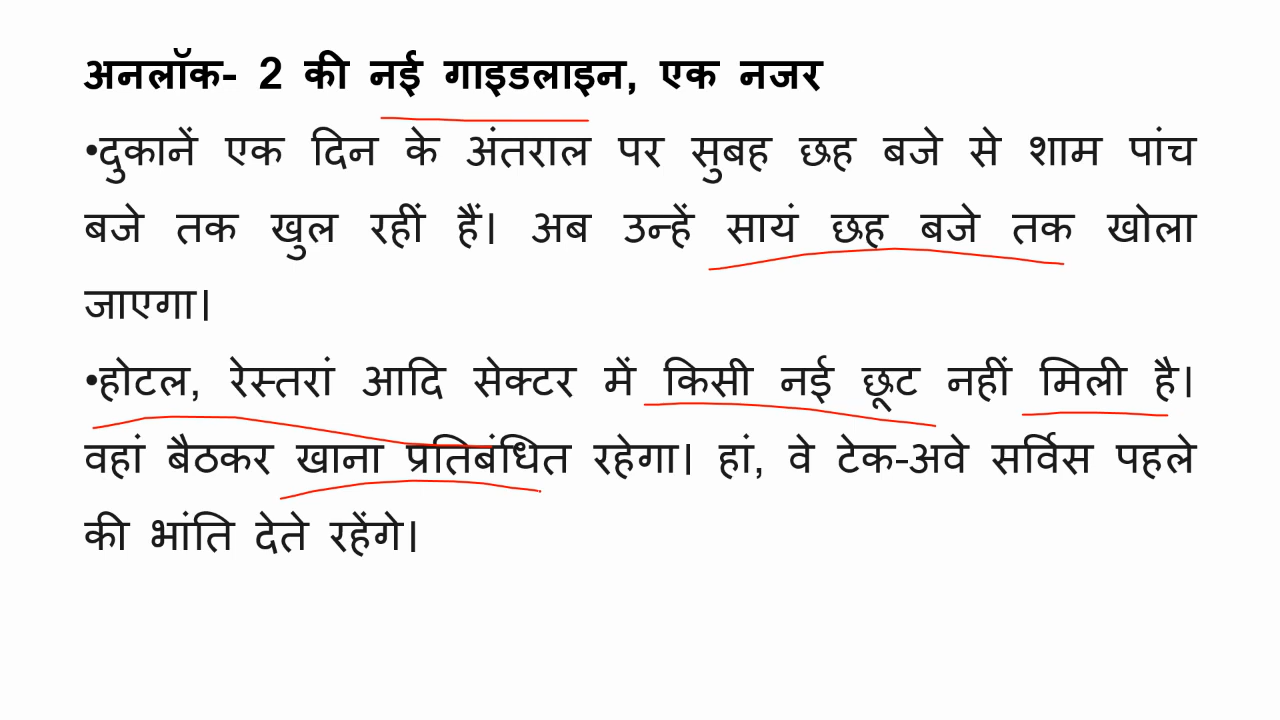 अनलॉक- 2 की नई गाइडलाइन, एक नजर
•दुकानें एक दिन के अंतराल पर सुबह छह बजे से शाम पांच
बजे तक खुल रहीं हैं। अब उन्हें सायं छह बजे तक खोला
जाएगा।
•होटल, रेस्तरां आदि सेक्टर में किसी नई छूट नहीं मिली है।
वहां बैठकर खाना प्रतिबंधित रहेगा। हां, वे टेक-अवे सर्विस पहले
की भांति देते रहेंगे।